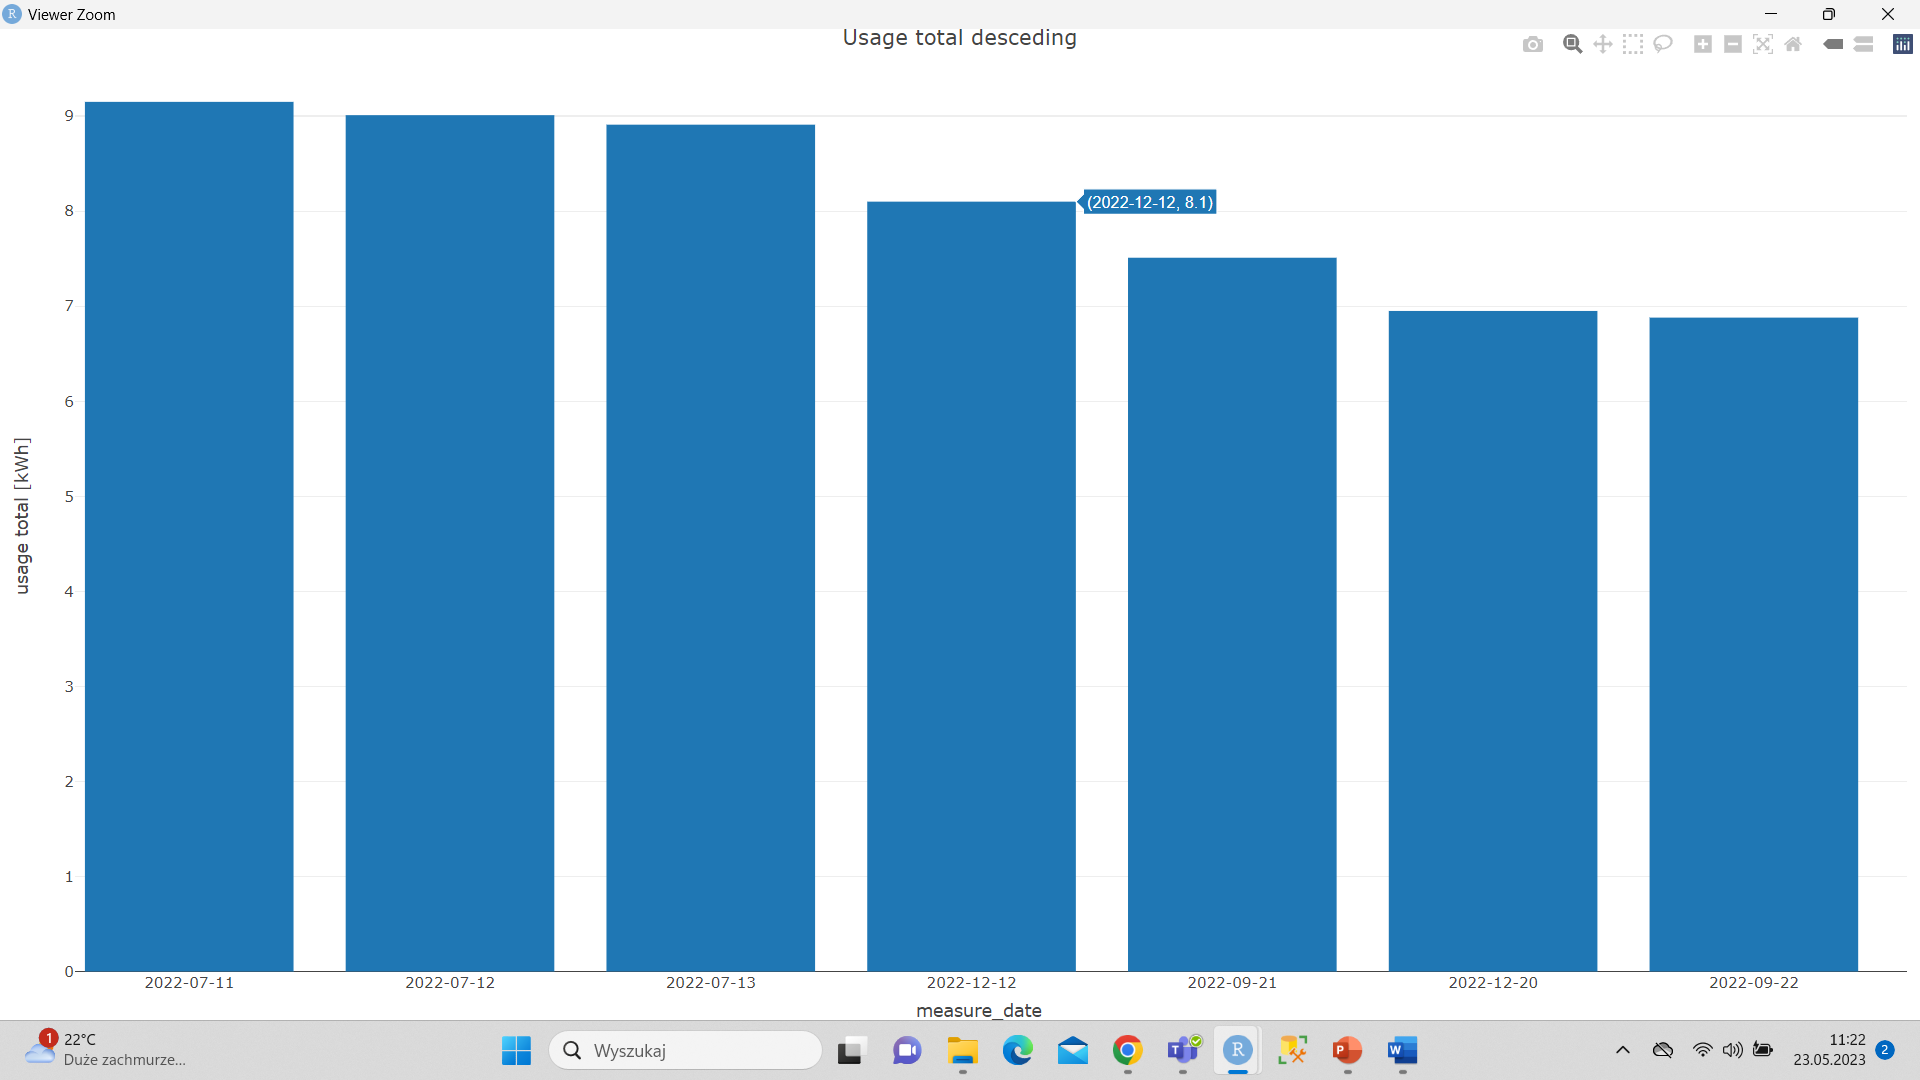 Viewer Zoom
Usage total desceding
9
8
7
6
5
4
3
2
1
0
usage total [kWh]
(2022-12-12, 8.1)
2022-07-11 2022-07-12 2022-07-13 2022-12-12 2022-09-21 2022-12-20 2022-09-22
measure_date
1
22°C
Duże zachmurze...
Wyszukaj
11:22
23.05.2023
2